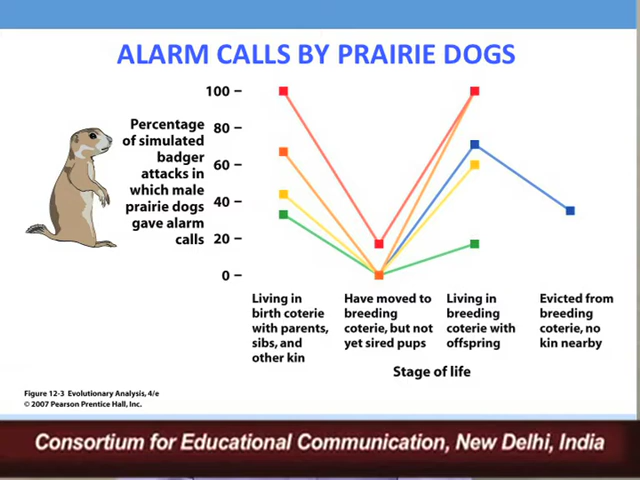 ALARM CALLS BY PRAIRIE DOGS
Percentage
of simulated
badger
attacks in
which male
prairie dogs
gave alarm
calls
100
80
60
40
20
0
Living in
birth coterie
with parents,
sibs, and
other kin
Have moved to
breeding
coterie, but not
yet sired pups
Living in
breeding
coterie with
offspring
Evicted from
breeding
coterie, no
kin nearby
Stage of life
Figure 12-3 Evolutionary Analysis, 4/e
© 2007 Pearson Prentice Hall, Inc.
Consortium for Educational Communication, New Delhi, India